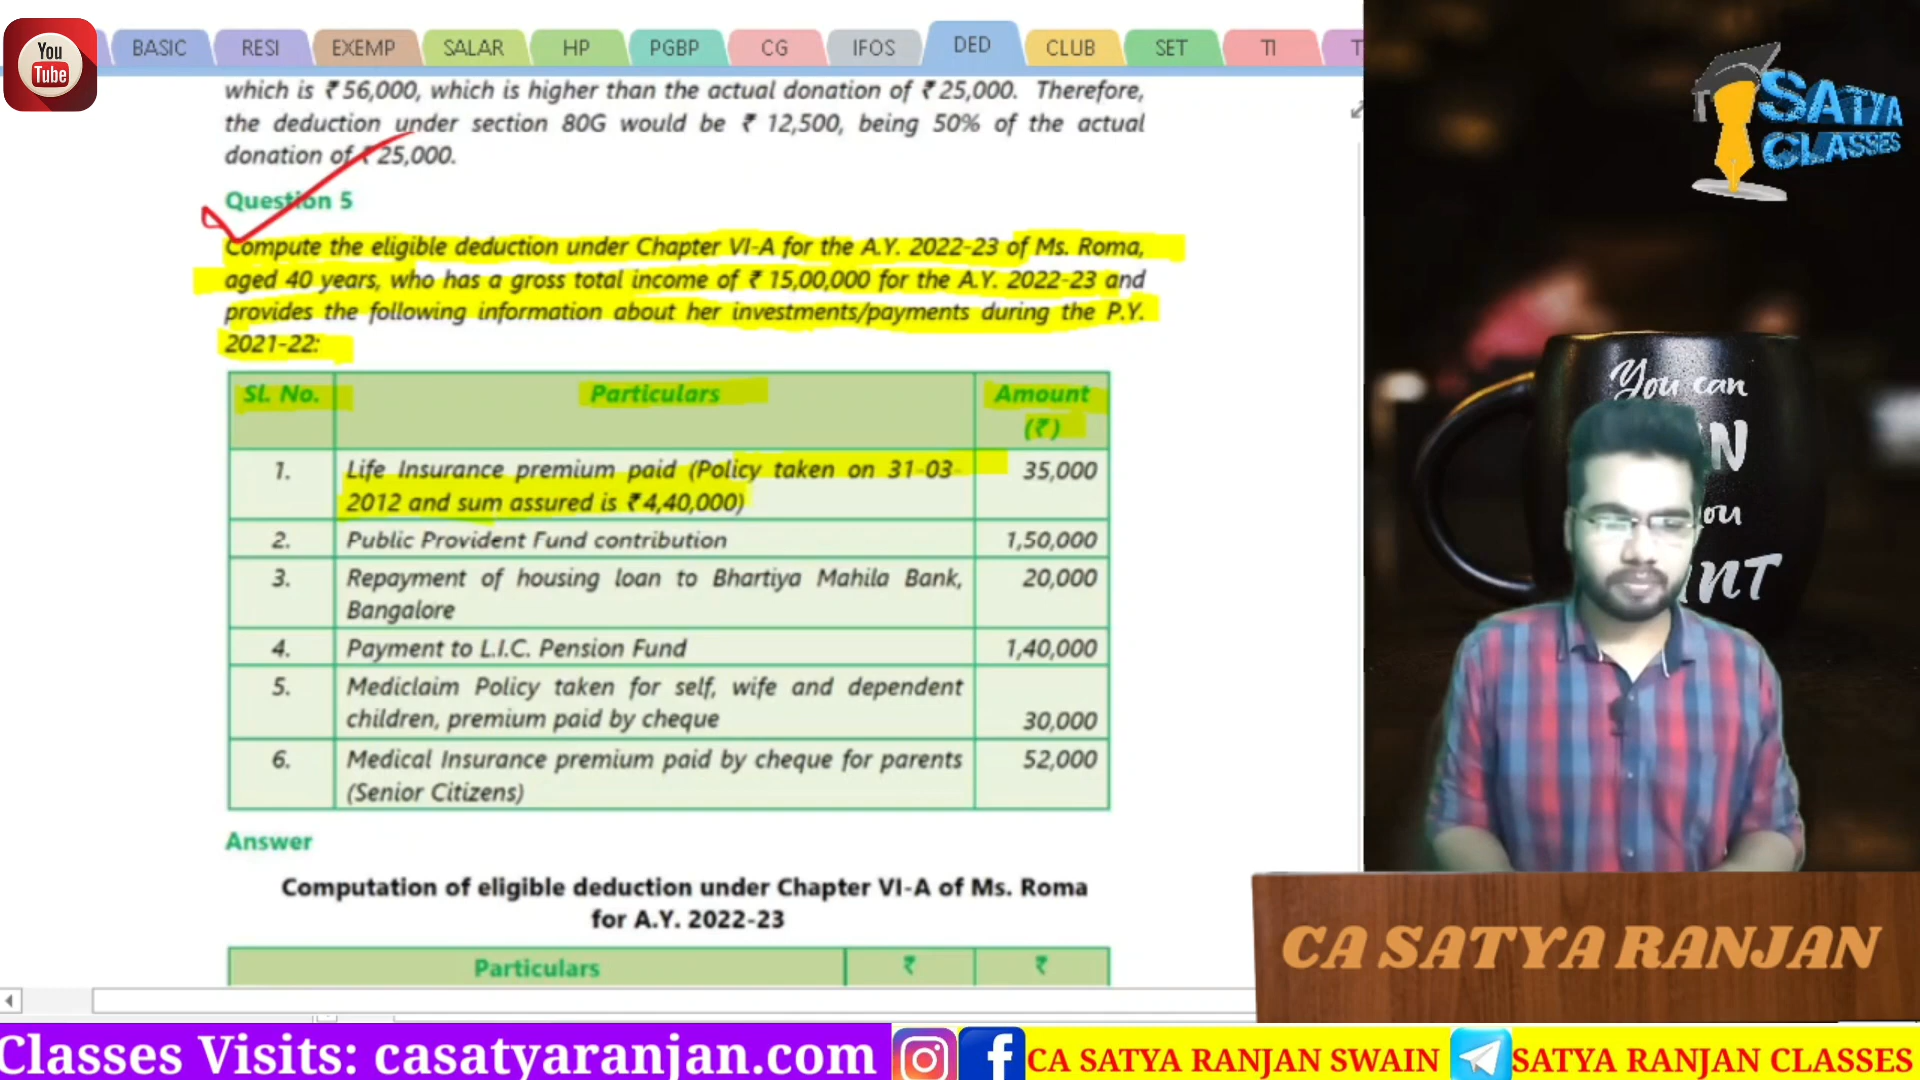 You
Tube
BASIC RESI EXEMP SALAR HP PGBP CG IFOS DED CLUB SET TI T
which is ₹ 56,000, which is higher than the actual donation of ₹ 25,000. Therefore,
the deduction under section 80G would be ₹ 12,500, being 50% of the actual
donation of ₹ 25,000.
Question 5
Compute the eligible deduction under Chapter VI-A for the A.Y. 2022-23 of Ms. Roma,
aged 40 years, who has a gross total income of ₹ 15,00,000 for the A.Y. 2022-23 and
provides the following information about her investments/payments during the P.Y.
2021-22:
Sl. No. Particulars Amount
(₹)
1. Life Insurance premium paid (Policy taken on 31-03- 35,000
2012 and sum assured is ₹ 4,40,000)
2. Public Provident Fund contribution 1,50,000
3. Repayment of housing loan to Bhartiya Mahila Bank, 20,000
Bangalore
4. Payment to L.I.C. Pension Fund 1,40,000
5. Mediclaim Policy taken for self, wife and dependent
children, premium paid by cheque 30,000
6. Medical Insurance premium paid by cheque for parents 52,000
(Senior Citizens)
Answer
Computation of eligible deduction under Chapter VI-A of Ms. Roma
for A.Y. 2022-23
Particulars ₹ ₹
SATYA
CLASSES
You can
CA SATYA RANJAN
Classes Visits: casatyaranjan.com CA SATYA RANJAN SWAIN SATYA RANJAN CLASSES